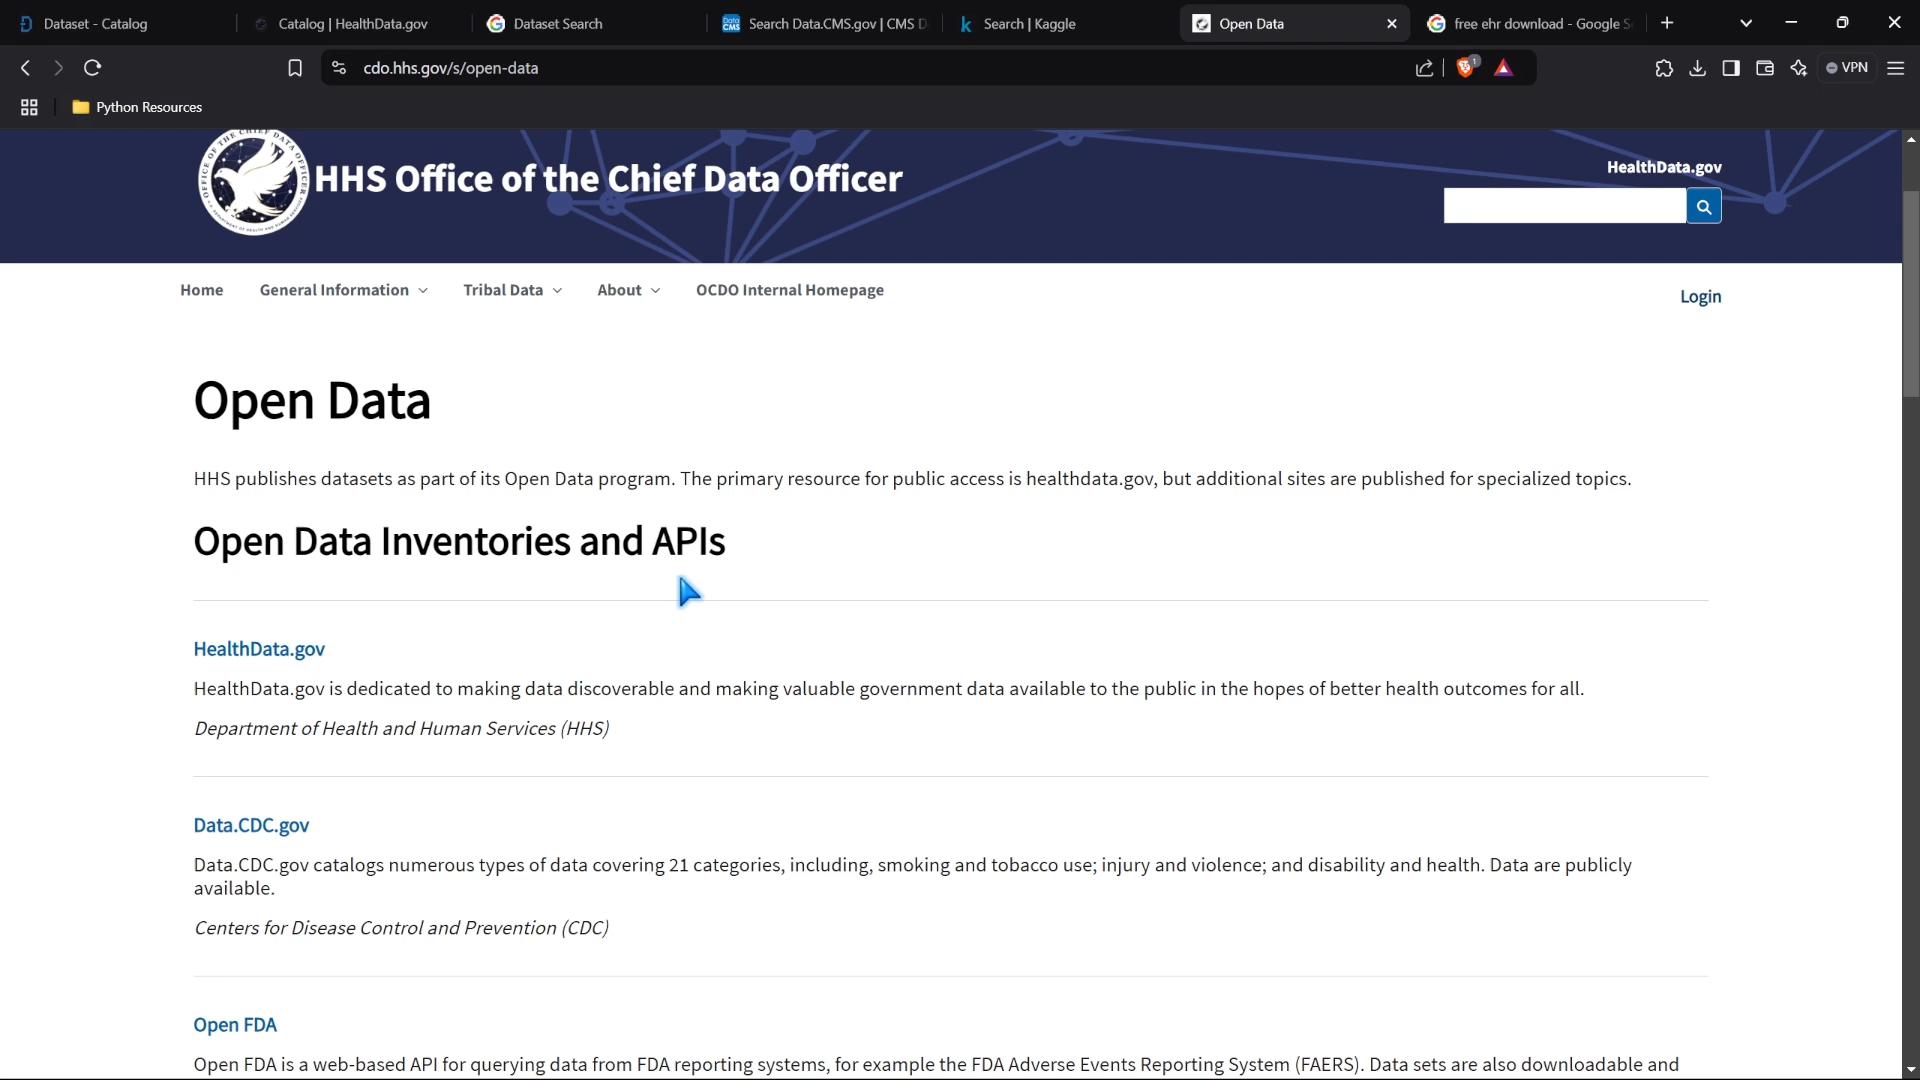 Dataset - Catalog
Catalog | HealthData.gov
Dataset Search
Search Data.CMS.gov | CMS D
Search | Kaggle
Open Data
free ehr download - Google S
cdo.hhs.gov/s/open-data
1
VPN
Python Resources
HHS Office of the Chief Data Officer
HealthData.gov
Home
General Information
Tribal Data
About
OCDO Internal Homepage
Login
Open Data
HHS publishes datasets as part of its Open Data program. The primary resource for public access is healthdata.gov, but additional sites are published for specialized topics.
Open Data Inventories and APIs
HealthData.gov
HealthData.gov is dedicated to making data discoverable and making valuable government data available to the public in the hopes of better health outcomes for all.
Department of Health and Human Services (HHS)
Data.CDC.gov
Data.CDC.gov catalogs numerous types of data covering 21 categories, including, smoking and tobacco use; injury and violence; and disability and health. Data are publicly
available.
Centers for Disease Control and Prevention (CDC)
Open FDA
Open FDA is a web-based API for querying data from FDA reporting systems, for example the FDA Adverse Events Reporting System (FAERS). Data sets are also downloadable and